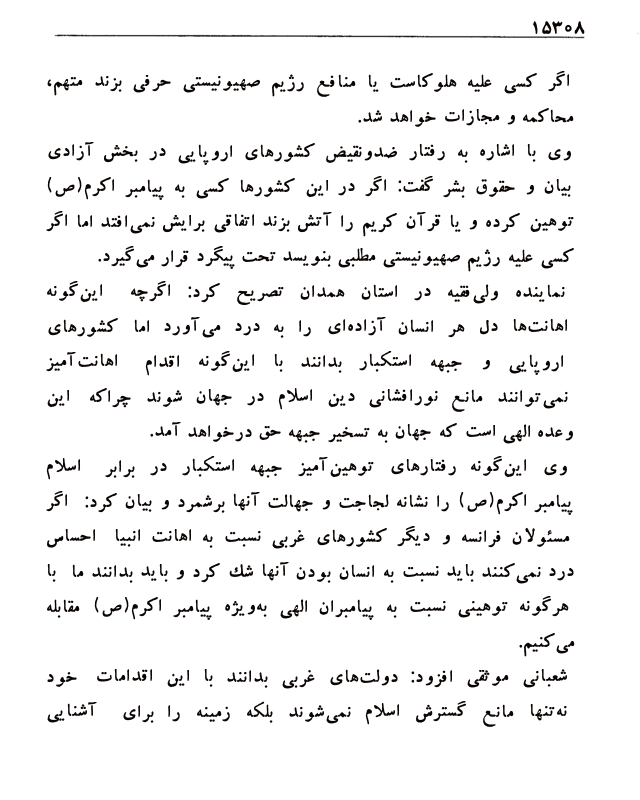 ۱۵۳۰۸
اگر کسی علیه هلوکاست یا منافع رژیم صهیونیستی حرفی بزند متهم،
محاکمه و مجازات خواهد شد.
وی با اشاره به رفتار ضدونقیض کشورهای اروپایی در بخش آزادی
بیان و حقوق بشر گفت: اگر در این کشورها کسی به پیامبر اکرم(ص)
توهین کرده و یا قرآن کریم را آتش بزند اتفاقی برایش نمی‌افتد اما اگر
کسی علیه رژیم صهیونیستی مطلبی بنویسد تحت پیگرد قرار می‌گیرد.
نماینده ولی‌فقیه در استان همدان تصریح کرد: اگرچه این‌گونه
اهانت‌ها دل هر انسان آزاده‌ای را به درد می‌آورد اما کشورهای
اروپایی و جبهه استکبار بدانند با این‌گونه اقدام اهانت‌آمیز
نمی‌توانند مانع نورافشانی دین اسلام در جهان شوند چراکه این
وعده الهی است که جهان به تسخیر جبهه حق درخواهد آمد.
وی این‌گونه رفتارهای توهین‌آمیز جبهه استکبار در برابر اسلام
پیامبر اکرم(ص) را نشانه لجاجت و جهالت آنها برشمرد و بیان کرد: اگر
مسئولان فرانسه و دیگر کشورهای غربی نسبت به اهانت انبیا احساس
درد نمی‌کنند باید نسبت به انسان بودن آنها شك کرد و باید بدانند ما با
هرگونه توهینی نسبت به پیامبران الهی به‌ویژه پیامبر اکرم(ص) مقابله
می‌کنیم.
شعبانی موثقی افزود: دولت‌های غربی بدانند با این اقدامات خود
نه‌تنها مانع گسترش اسلام نمی‌شوند بلکه زمینه را برای آشنایی